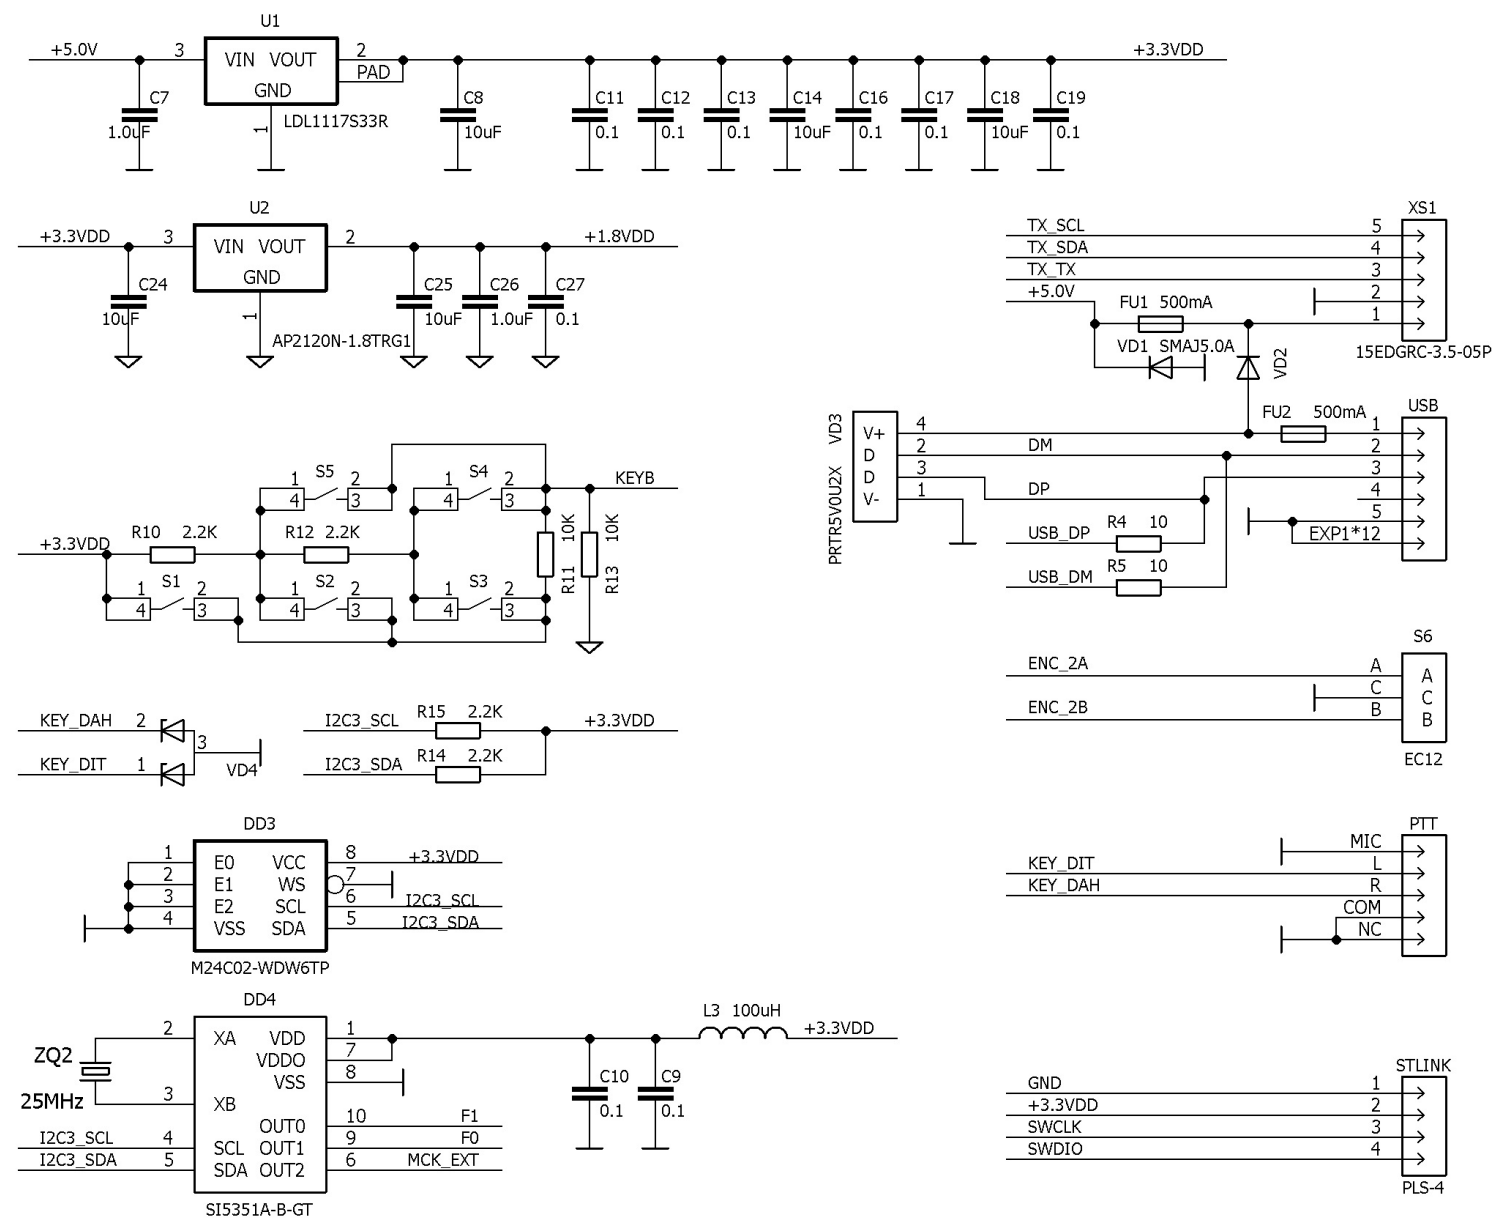 U1
+5.0V
3
VIN VOUT
2
PAD
GND
1
LDL1117S33R
+3.3VDD
C7
1.0uF
C8
10uF
C11
0.1
C12
0.1
C13
0.1
C14
10uF
C16
0.1
C17
0.1
C18
10uF
C19
0.1
U2
+3.3VDD
3
VIN VOUT
2
GND
1
AP2120N-1.8TRG1
+1.8VDD
C24
10uF
C25
10uF
C26
1.0uF
C27
0.1
XS1
TX_SCL
5
TX_SDA
4
TX_TX
3
+5.0V
2
FU1 500mA
1
VD1 SMAJ5.0A
VD2
15EDGRC-3.5-05P
VD3
PRTR5V0U2X
V+
4
D
2
D
3
V-
1
DM
DP
FU2 500mA
USB
1
2
3
4
5
EXP1*12
USB_DP
R4 10
USB_DM
R5 10
S5
1 2
4 3
S4
1 2
4 3
KEYB
+3.3VDD
R10 2.2K
R12 2.2K
R11 10K
R13 10K
S1
1 2
4 3
S2
1 2
4 3
S3
1 2
4 3
S6
ENC_2A
A
A
C
C
ENC_2B
B
B
EC12
KEY_DAH
2
3
KEY_DIT
1
VD4
I2C3_SCL
R15 2.2K
+3.3VDD
I2C3_SDA
R14 2.2K
DD3
1 E0 VCC 8 +3.3VDD
2 E1 WS 7
3 E2 SCL 6 I2C3_SCL
4 VSS SDA 5 I2C3_SDA
M24C02-WDW6TP
PTT
MIC
KEY_DIT
L
KEY_DAH
R
COM
NC
DD4
2 XA VDD 1
VDDO 7
VSS 8
ZQ2
25MHz
3 XB
OUT0 10 F1
I2C3_SCL 4 SCL OUT1 9 F0
I2C3_SDA 5 SDA OUT2 6 MCK_EXT
SI5351A-B-GT
L3 100uH
+3.3VDD
C10
0.1
C9
0.1
STLINK
GND
1
+3.3VDD
2
SWCLK
3
SWDIO
4
PLS-4